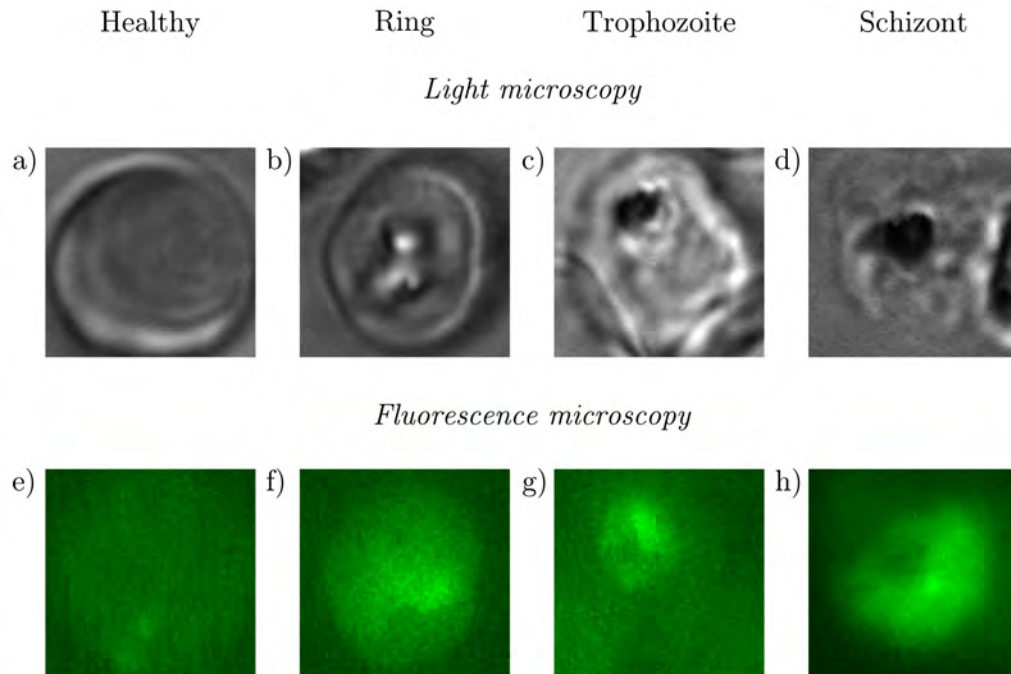 Healthy Ring Trophozoite Schizont
Light microscopy
a) b) c) d)
Fluorescence microscopy
e) f) g) h)